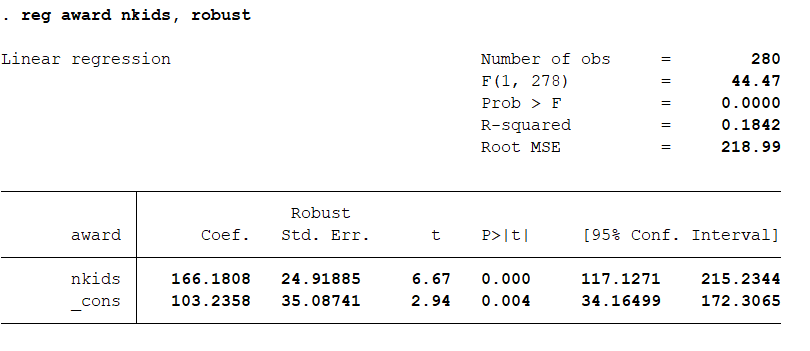 . reg award nkids, robust
Linear regression Number of obs = 280
F(1, 278) = 44.47
Prob > F = 0.0000
R-squared = 0.1842
Root MSE = 218.99
Robust
award Coef. Std. Err. t P>|t| [95% Conf. Interval]
nkids 166.1808 24.91885 6.67 0.000 117.1271 215.2344
_cons 103.2358 35.08741 2.94 0.004 34.16499 172.3065